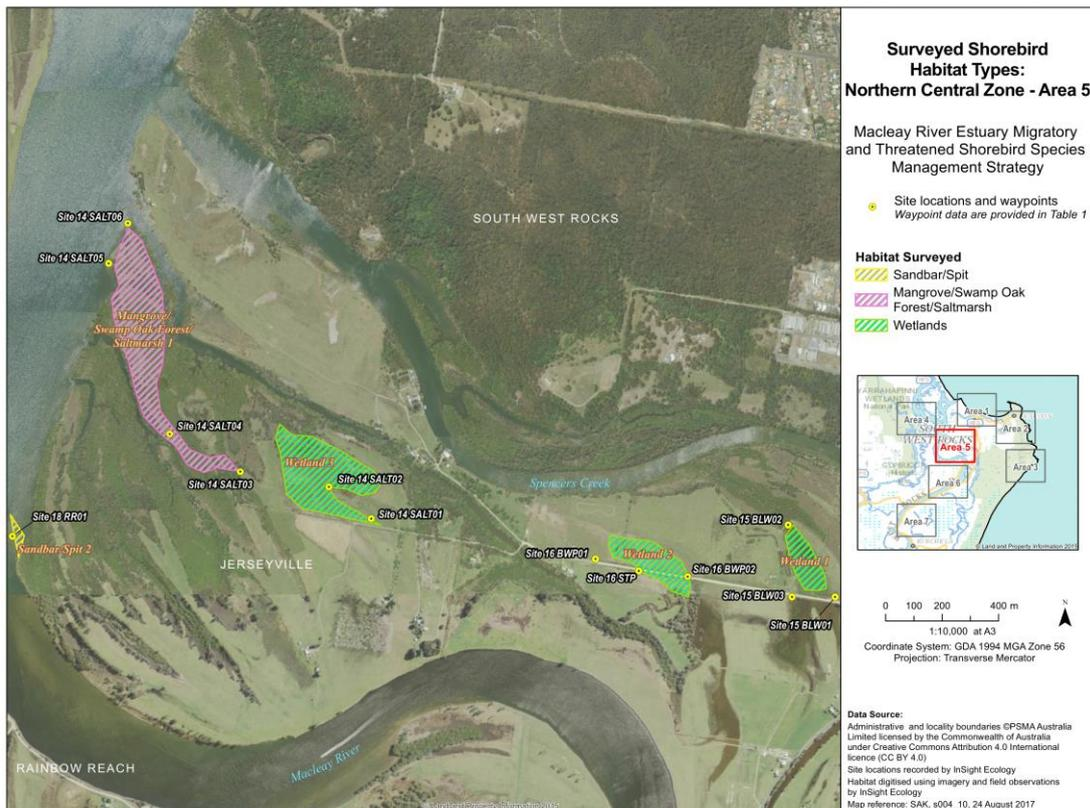 Surveyed Shorebird
Habitat Types:
Northern Central Zone - Area 5
Macleay River Estuary Migratory
and Threatened Shorebird Species
Management Strategy
Site locations and waypoints
Waypoint data are provided in Table 1
Habitat Surveyed
Sandbar/Spit
Mangrove/Swamp Oak
Forest/Saltmarsh
Wetlands
Area 1
Area 4
Area 2
SOUTH
WEST ROCKS
Area 5
Area 3
Area 6
Area 7
© Land and Property Information 2015
0 100 200 400 m
N
1:10,000 at A3
Coordinate System: GDA 1994 MGA Zone 56
Projection: Transverse Mercator
Data Source:
Administrative and locality boundaries ©PSMA Australia
Limited licensed by the Commonwealth of Australia
under Creative Commons Attribution 4.0 International
licence (CC BY 4.0)
Site locations recorded by InSight Ecology
Habitat digitised using imagery and field observations
by InSight Ecology
Map reference: SAK_s004_10, 24 August 2017
SOUTH WEST ROCKS
Site 14 SALT06
Site 14 SALT05
Mangrove/
Swamp Oak Forest/
Saltmarsh 1
Site 14 SALT04
Site 14 SALT03
Wetland 3
Site 14 SALT02
Site 14 SALT01
Spencers Creek
Site 18 RR01
Sandbar Spit 2
JERSEYVILLE
Site 16 BWP01
Wetland 2
Site 16 STP
Site 16 BWP02
Site 15 BLW02
Wetland 1
Site 15 BLW03
Site 15 BLW01
Macleay River
RAINBOW REACH